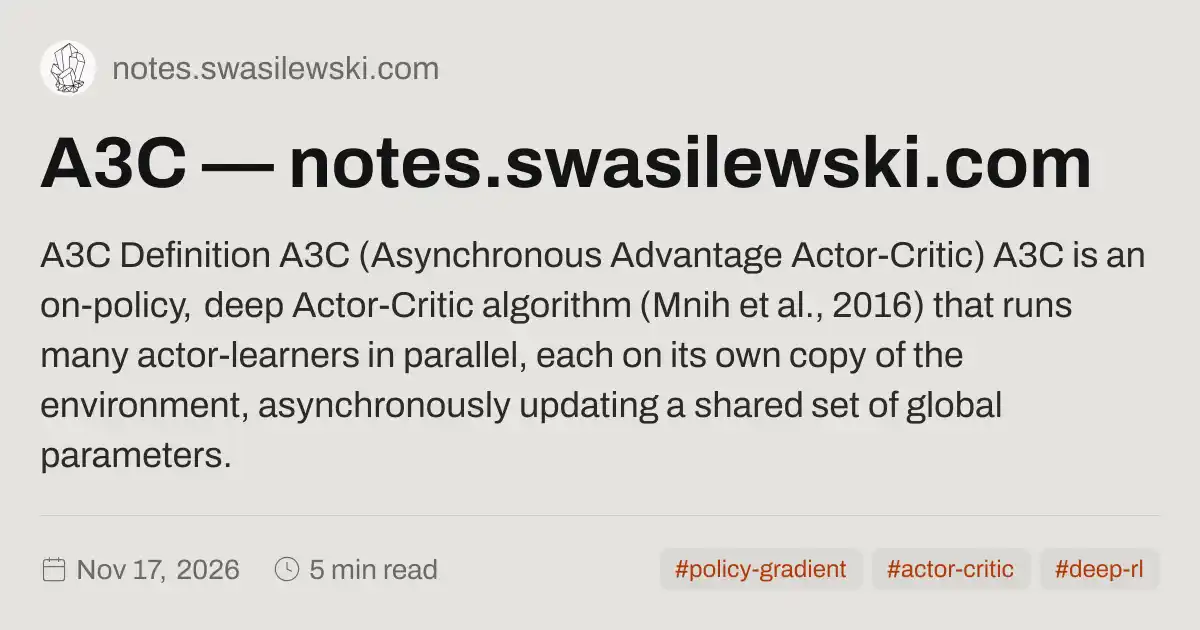 notes.swasilewski.com
A3C — notes.swasilewski.com
A3C Definition A3C (Asynchronous Advantage Actor-Critic) A3C is an
on-policy, deep Actor-Critic algorithm (Mnih et al., 2016) that runs
many actor-learners in parallel, each on its own copy of the
environment, asynchronously updating a shared set of global
parameters.
Nov 17, 2026 5 min read #policy-gradient #actor-critic #deep-rl